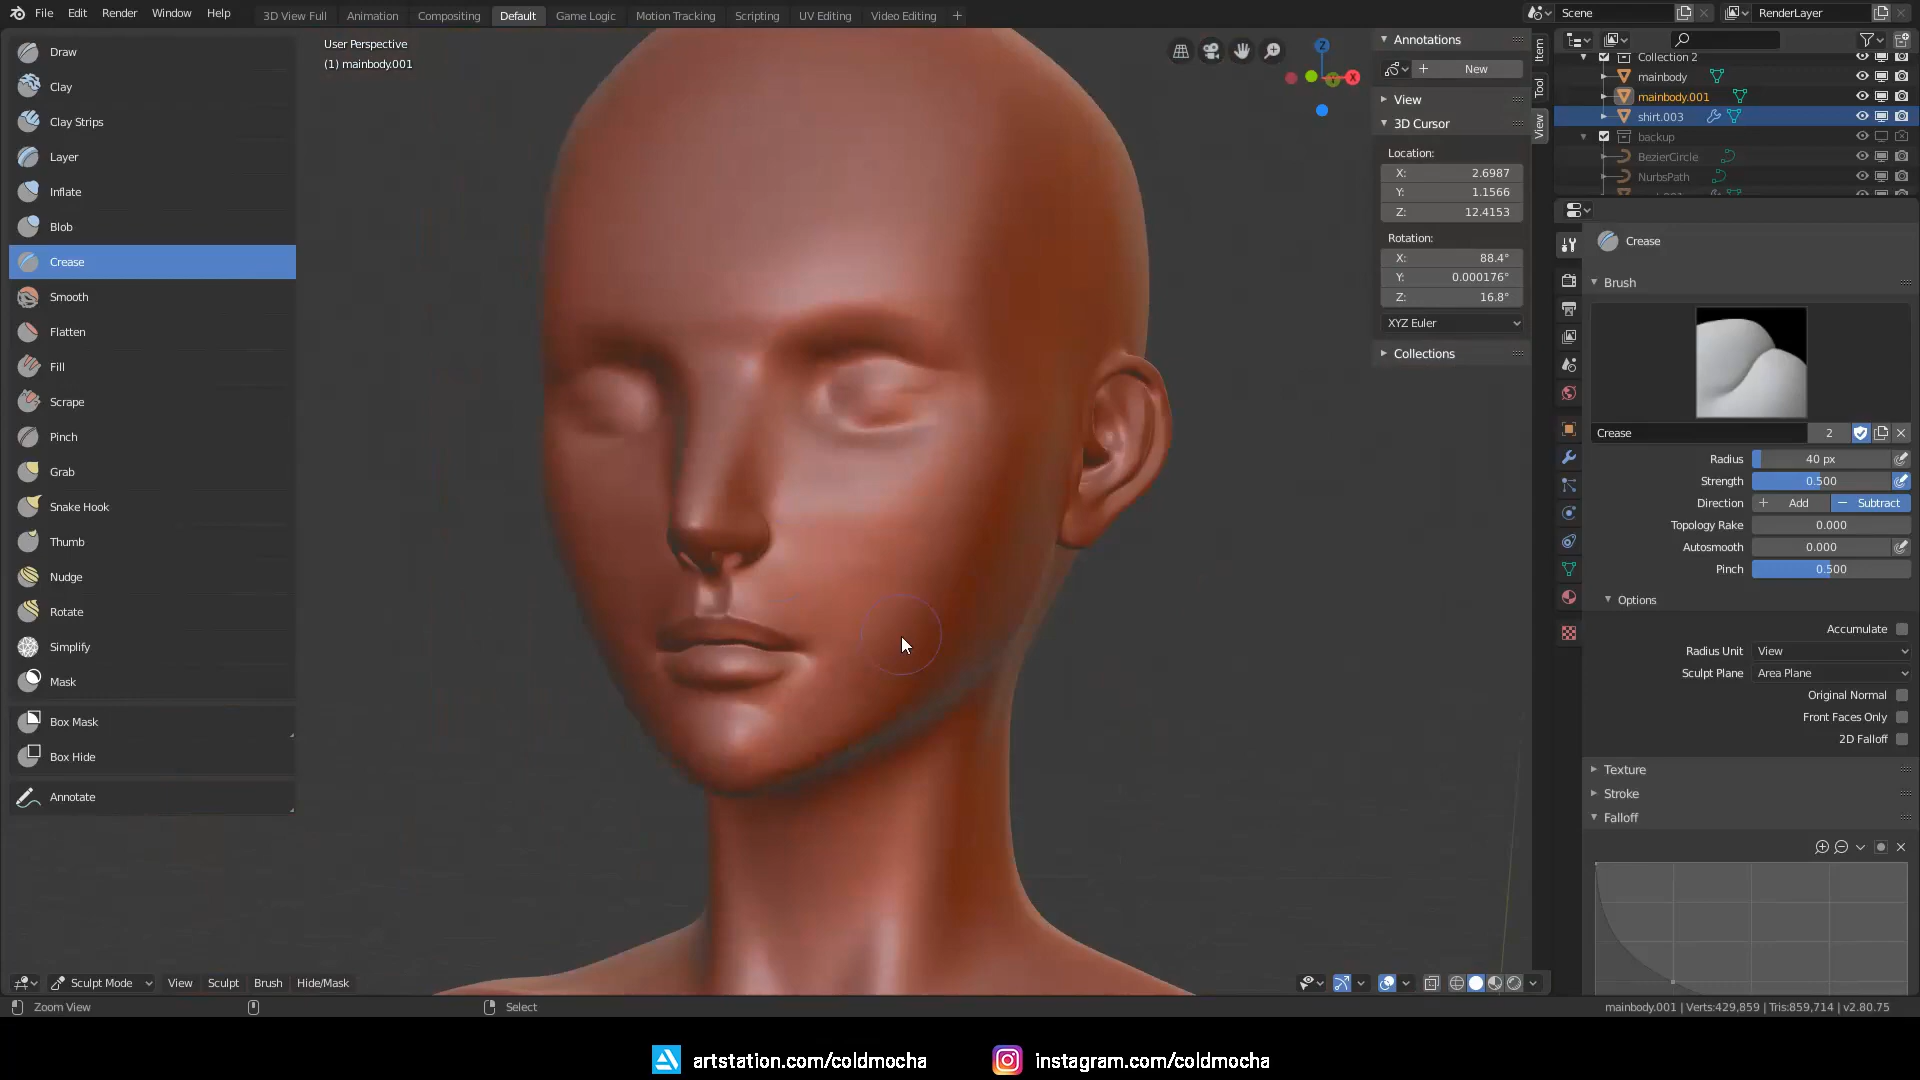 File Edit Render Window Help 3D View Full Animation Compositing Default Game Logic Motion Tracking Scripting UV Editing Video Editing + Scene RenderLayer
Draw
Clay
Clay Strips
Layer
Inflate
Blob
Crease
Smooth
Flatten
Fill
Scrape
Pinch
Grab
Snake Hook
Thumb
Nudge
Rotate
Simplify
Mask
Box Mask
Box Hide
Annotate
User Perspective
(1) mainbody.001
Z
X
Y
Annotations
+ New
View
3D Cursor
Location:
X: 2.6987
Y: 1.1566
Z: 12.4153
Rotation:
X: 88.4°
Y: 0.000176°
Z: 16.8°
XYZ Euler
Collections
Item
Tool
View
Collection 2
mainbody
mainbody.001
shirt.003
backup
BezierCircle
NurbsPath
Crease
Brush
Crease 2
Radius 40 px
Strength 0.500
Direction + Add − Subtract
Topology Rake 0.000
Autosmooth 0.000
Pinch 0.500
Options
Accumulate
Radius Unit View
Sculpt Plane Area Plane
Original Normal
Front Faces Only
2D Falloff
Texture
Stroke
Falloff
Sculpt Mode View Sculpt Brush Hide/Mask
Zoom View Select mainbody.001 | Verts:429,859 | Tris:859,714 | v2.80.75
artstation.com/coldmocha instagram.com/coldmocha